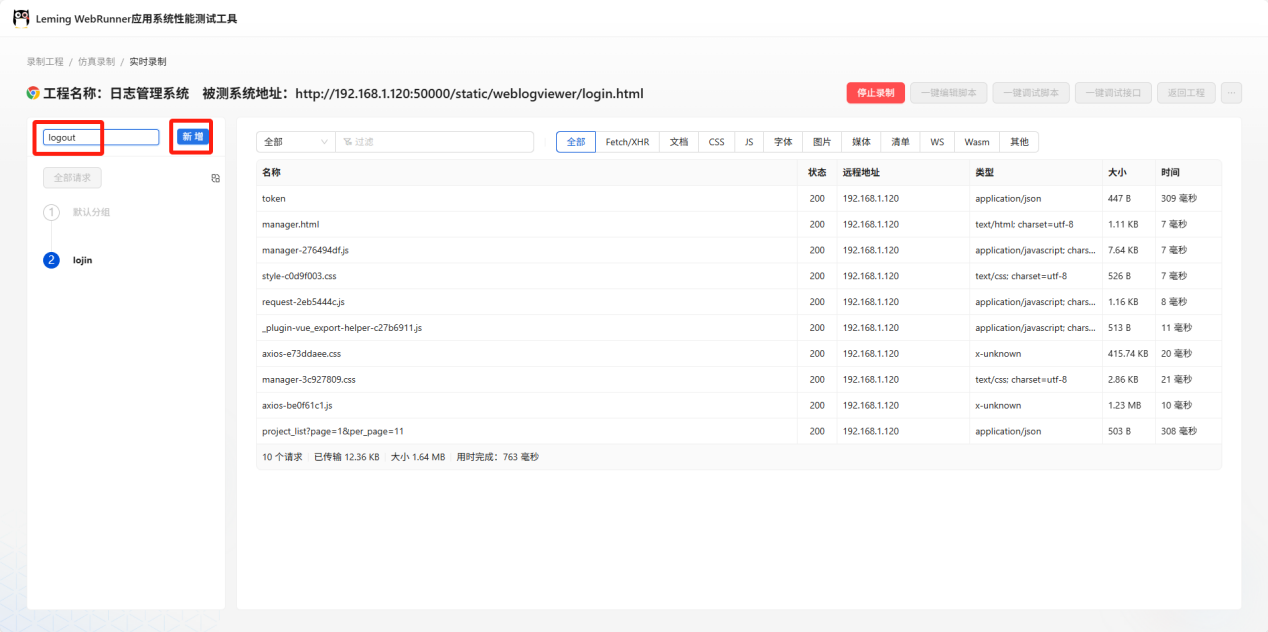 Leming WebRunner应用系统性能测试工具
录制工程 / 仿真录制 / 实时录制
工程名称：日志管理系统 被测系统地址：http://192.168.1.120:50000/static/weblogviewer/login.html
停止录制 一键编辑脚本 一键调试脚本 一键调试接口 返回工程 ...
logout 新 增
全部请求
1 默认分组
2 lojin
全部 过滤 全部 Fetch/XHR 文档 CSS JS 字体 图片 媒体 清单 WS Wasm 其他
名称 状态 远程地址 类型 大小 时间
token 200 192.168.1.120 application/json 447 B 309 毫秒
manager.html 200 192.168.1.120 text/html; charset=utf-8 1.11 KB 7 毫秒
manager-276494df.js 200 192.168.1.120 application/javascript; chars... 7.64 KB 7 毫秒
style-c0d9f003.css 200 192.168.1.120 text/css; charset=utf-8 526 B 7 毫秒
request-2eb5444c.js 200 192.168.1.120 application/javascript; chars... 1.16 KB 8 毫秒
_plugin-vue_export-helper-c27b6911.js 200 192.168.1.120 application/javascript; chars... 513 B 11 毫秒
axios-e73ddaee.css 200 192.168.1.120 x-unknown 415.74 KB 20 毫秒
manager-3c927809.css 200 192.168.1.120 text/css; charset=utf-8 2.86 KB 21 毫秒
axios-be0f61c1.js 200 192.168.1.120 x-unknown 1.23 MB 10 毫秒
project_list?page=1&per_page=11 200 192.168.1.120 application/json 503 B 308 毫秒
10 个请求 已传输 12.36 KB 大小 1.64 MB 用时完成：763 毫秒